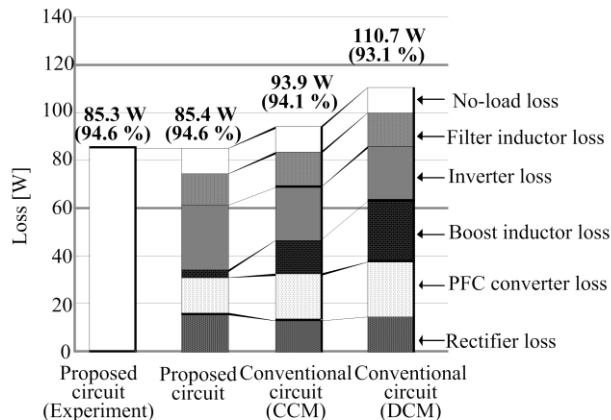 140
120
100
80
60
40
20
0
Loss [W]
85.3 W
(94.6 %)
85.4 W
(94.6 %)
93.9 W
(94.1 %)
110.7 W
(93.1 %)
No-load loss
Filter inductor loss
Inverter loss
Boost inductor loss
PFC converter loss
Rectifier loss
Proposed
circuit
(Experiment)
Proposed
circuit
Conventional
circuit
(CCM)
Conventional
circuit
(DCM)